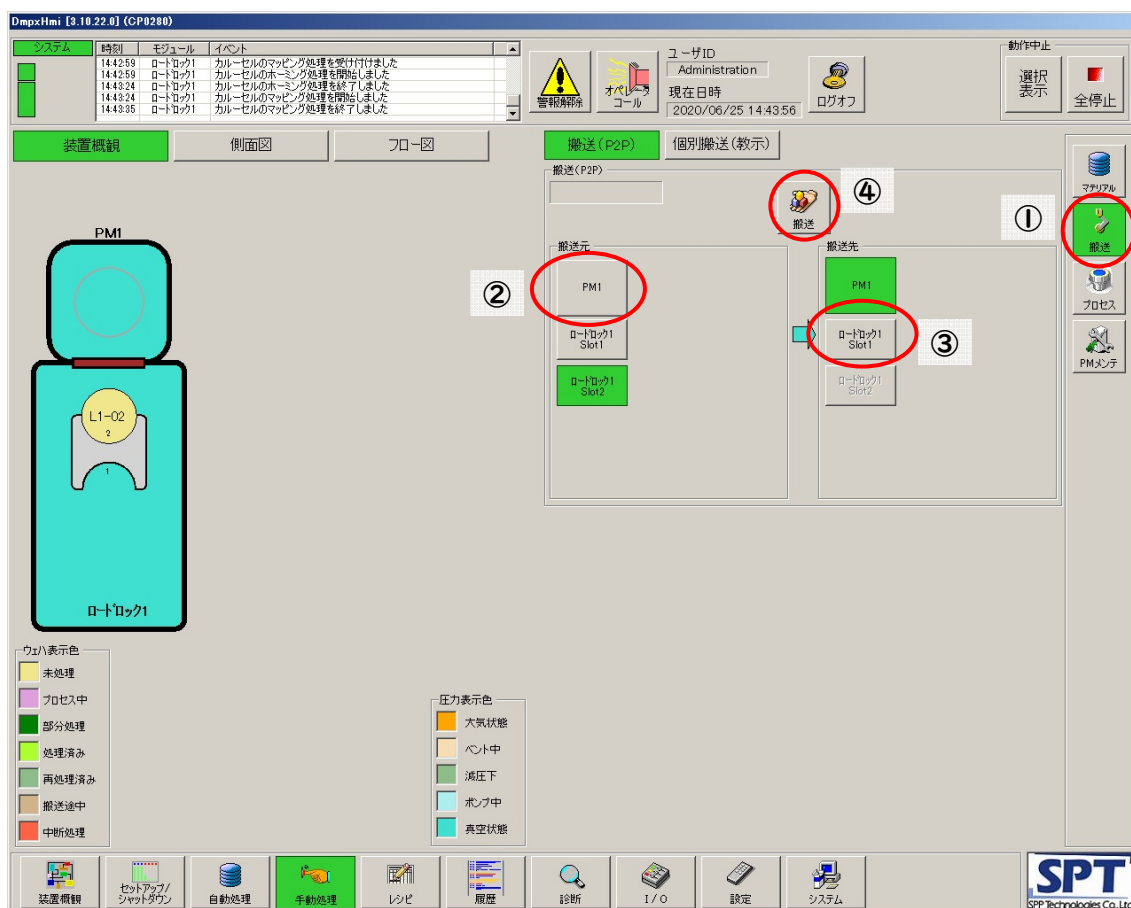 DmpxHmi [3.10.22.0] (CP0280)
システム
時刻 モジュール イベント
14:42:59 ロードロック1 カルーセルのマッピング処理を受け付けました
14:42:59 ロードロック1 カルーセルのホーミング処理を開始しました
14:43:24 ロードロック1 カルーセルのホーミング処理を終了しました
14:43:24 ロードロック1 カルーセルのマッピング処理を開始しました
14:43:35 ロードロック1 カルーセルのマッピング処理を終了しました
警報解除
オペレータ
コール
ユーザID
Administration
現在日時
2020/06/25 14:43:56
ログオフ
動作中止
選択
表示
全停止
装置概観 側面図 フロー図
搬送(P2P) 個別搬送(教示)
搬送(P2P)
搬送
④
①
マテリアル
搬送
プロセス
PMメンテ
搬送元
PM1
②
ロードロック1
Slot1
ロードロック1
Slot2
搬送先
PM1
ロードロック1
Slot1
③
ロードロック1
Slot2
PM1
L1-02
2
1
ロードロック1
ウェハ表示色
未処理
プロセス中
部分処理
処理済み
再処理済み
搬送途中
中断処理
圧力表示色
大気状態
ベント中
減圧下
ポンプ中
真空状態
装置概観
セットアップ/
シャットダウン
自動処理
手動処理
レシピ
履歴
診断
I/O
設定
システム
SPT
SPP Technologies Co., Ltd